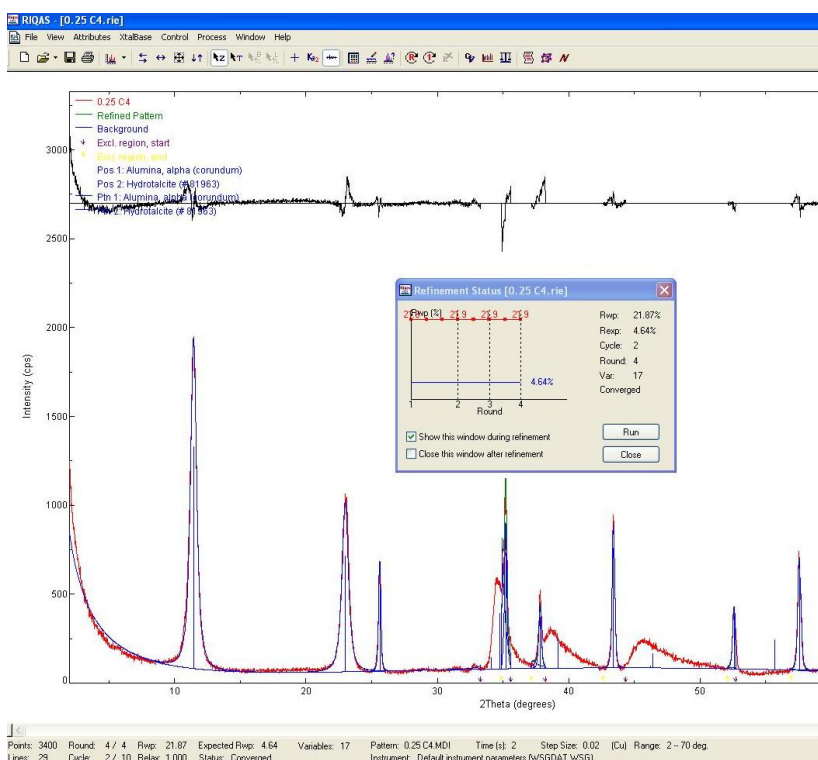 RIQAS - [0.25 C4.rie]
File View Attributes XtalBase Control Process Window Help
0.25 C4
Refined Pattern
Background
Excl. region, start
Excl. region, end
Pos 1: Alumina, alpha (corundum)
Pos 2: Hydrotalcite (# 81963)
Ptn 1: Alumina, alpha (corundum)
Ptn 2: Hydrotalcite (# 81963)
3000
2500
2000
1500
1000
500
0
Intensity (cps)
10 20 30 40 50
2Theta (degrees)
Refinement Status [0.25 C4.rie]
Rwp (%)
21.9 21.9 21.9
4.64%
1 2 3 4
Round
Rwp: 21.87%
Rexp: 4.64%
Cycle: 2
Round: 4
Var: 17
Converged
Show this window during refinement
Close this window after refinement
Run
Close
Points: 3400 Round: 4 / 4 Rwp: 21.87 Expected Rwp: 4.64 Variables: 17 Pattern: 0.25 C4.MDI Time (s): 2 Step Size: 0.02 (Cu) Range: 2 - 70 deg.
Lines: 29 Cycle: 2 / 10 Relax: 1.000 Status: Converged Instrument: Default instrument parameters (WSGDAT.WSG)